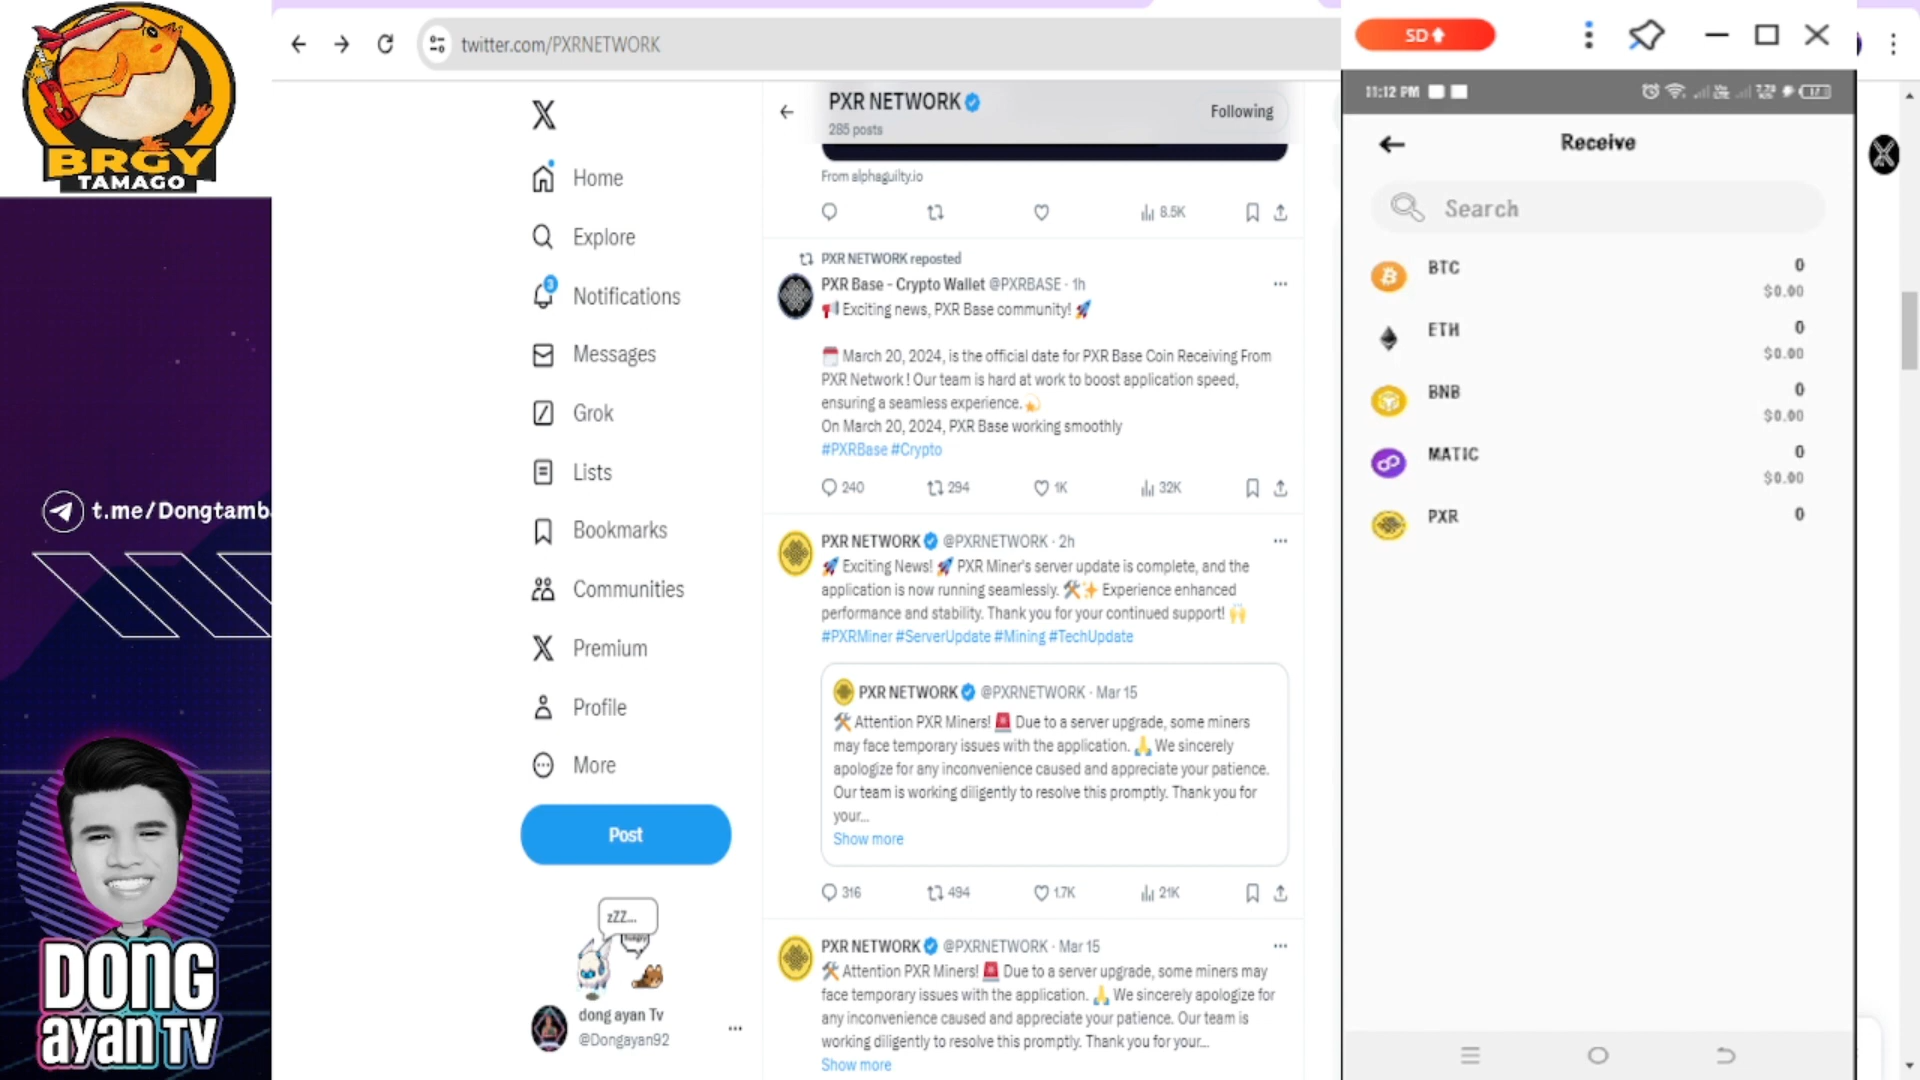 BRGY
TAMAGO
t.me/Dongtamb
DONG
ayan TV
twitter.com/PXRNETWORK
Home
Explore
3
Notifications
Messages
Grok
Lists
Bookmarks
Communities
Premium
Profile
More
Post
zZZ...
hungry
dong ayan Tv
@Dongayan92
PXR NETWORK
285 posts
Following
From alphaguilty.io
8.5K
PXR NETWORK reposted
PXR Base - Crypto Wallet @PXRBASE · 1h
Exciting news, PXR Base community!
March 20, 2024, is the official date for PXR Base Coin Receiving From
PXR Network ! Our team is hard at work to boost application speed,
ensuring a seamless experience.
On March 20, 2024, PXR Base working smoothly
#PXRBase #Crypto
240 294 1K 32K
PXR NETWORK @PXRNETWORK · 2h
Exciting News! PXR Miner's server update is complete, and the
application is now running seamlessly. Experience enhanced
performance and stability. Thank you for your continued support!
#PXRMiner #ServerUpdate #Mining #TechUpdate
PXR NETWORK @PXRNETWORK · Mar 15
Attention PXR Miners! Due to a server upgrade, some miners
may face temporary issues with the application. We sincerely
apologize for any inconvenience caused and appreciate your patience.
Our team is working diligently to resolve this promptly. Thank you for
your...
Show more
316 494 1.7K 21K
PXR NETWORK @PXRNETWORK · Mar 15
Attention PXR Miners! Due to a server upgrade, some miners may
face temporary issues with the application. We sincerely apologize for
any inconvenience caused and appreciate your patience. Our team is
working diligently to resolve this promptly. Thank you for your...
Show more
SD
11:12 PM
17
Receive
Search
BTC 0
$0.00
ETH 0
$0.00
BNB 0
$0.00
MATIC 0
$0.00
PXR 0